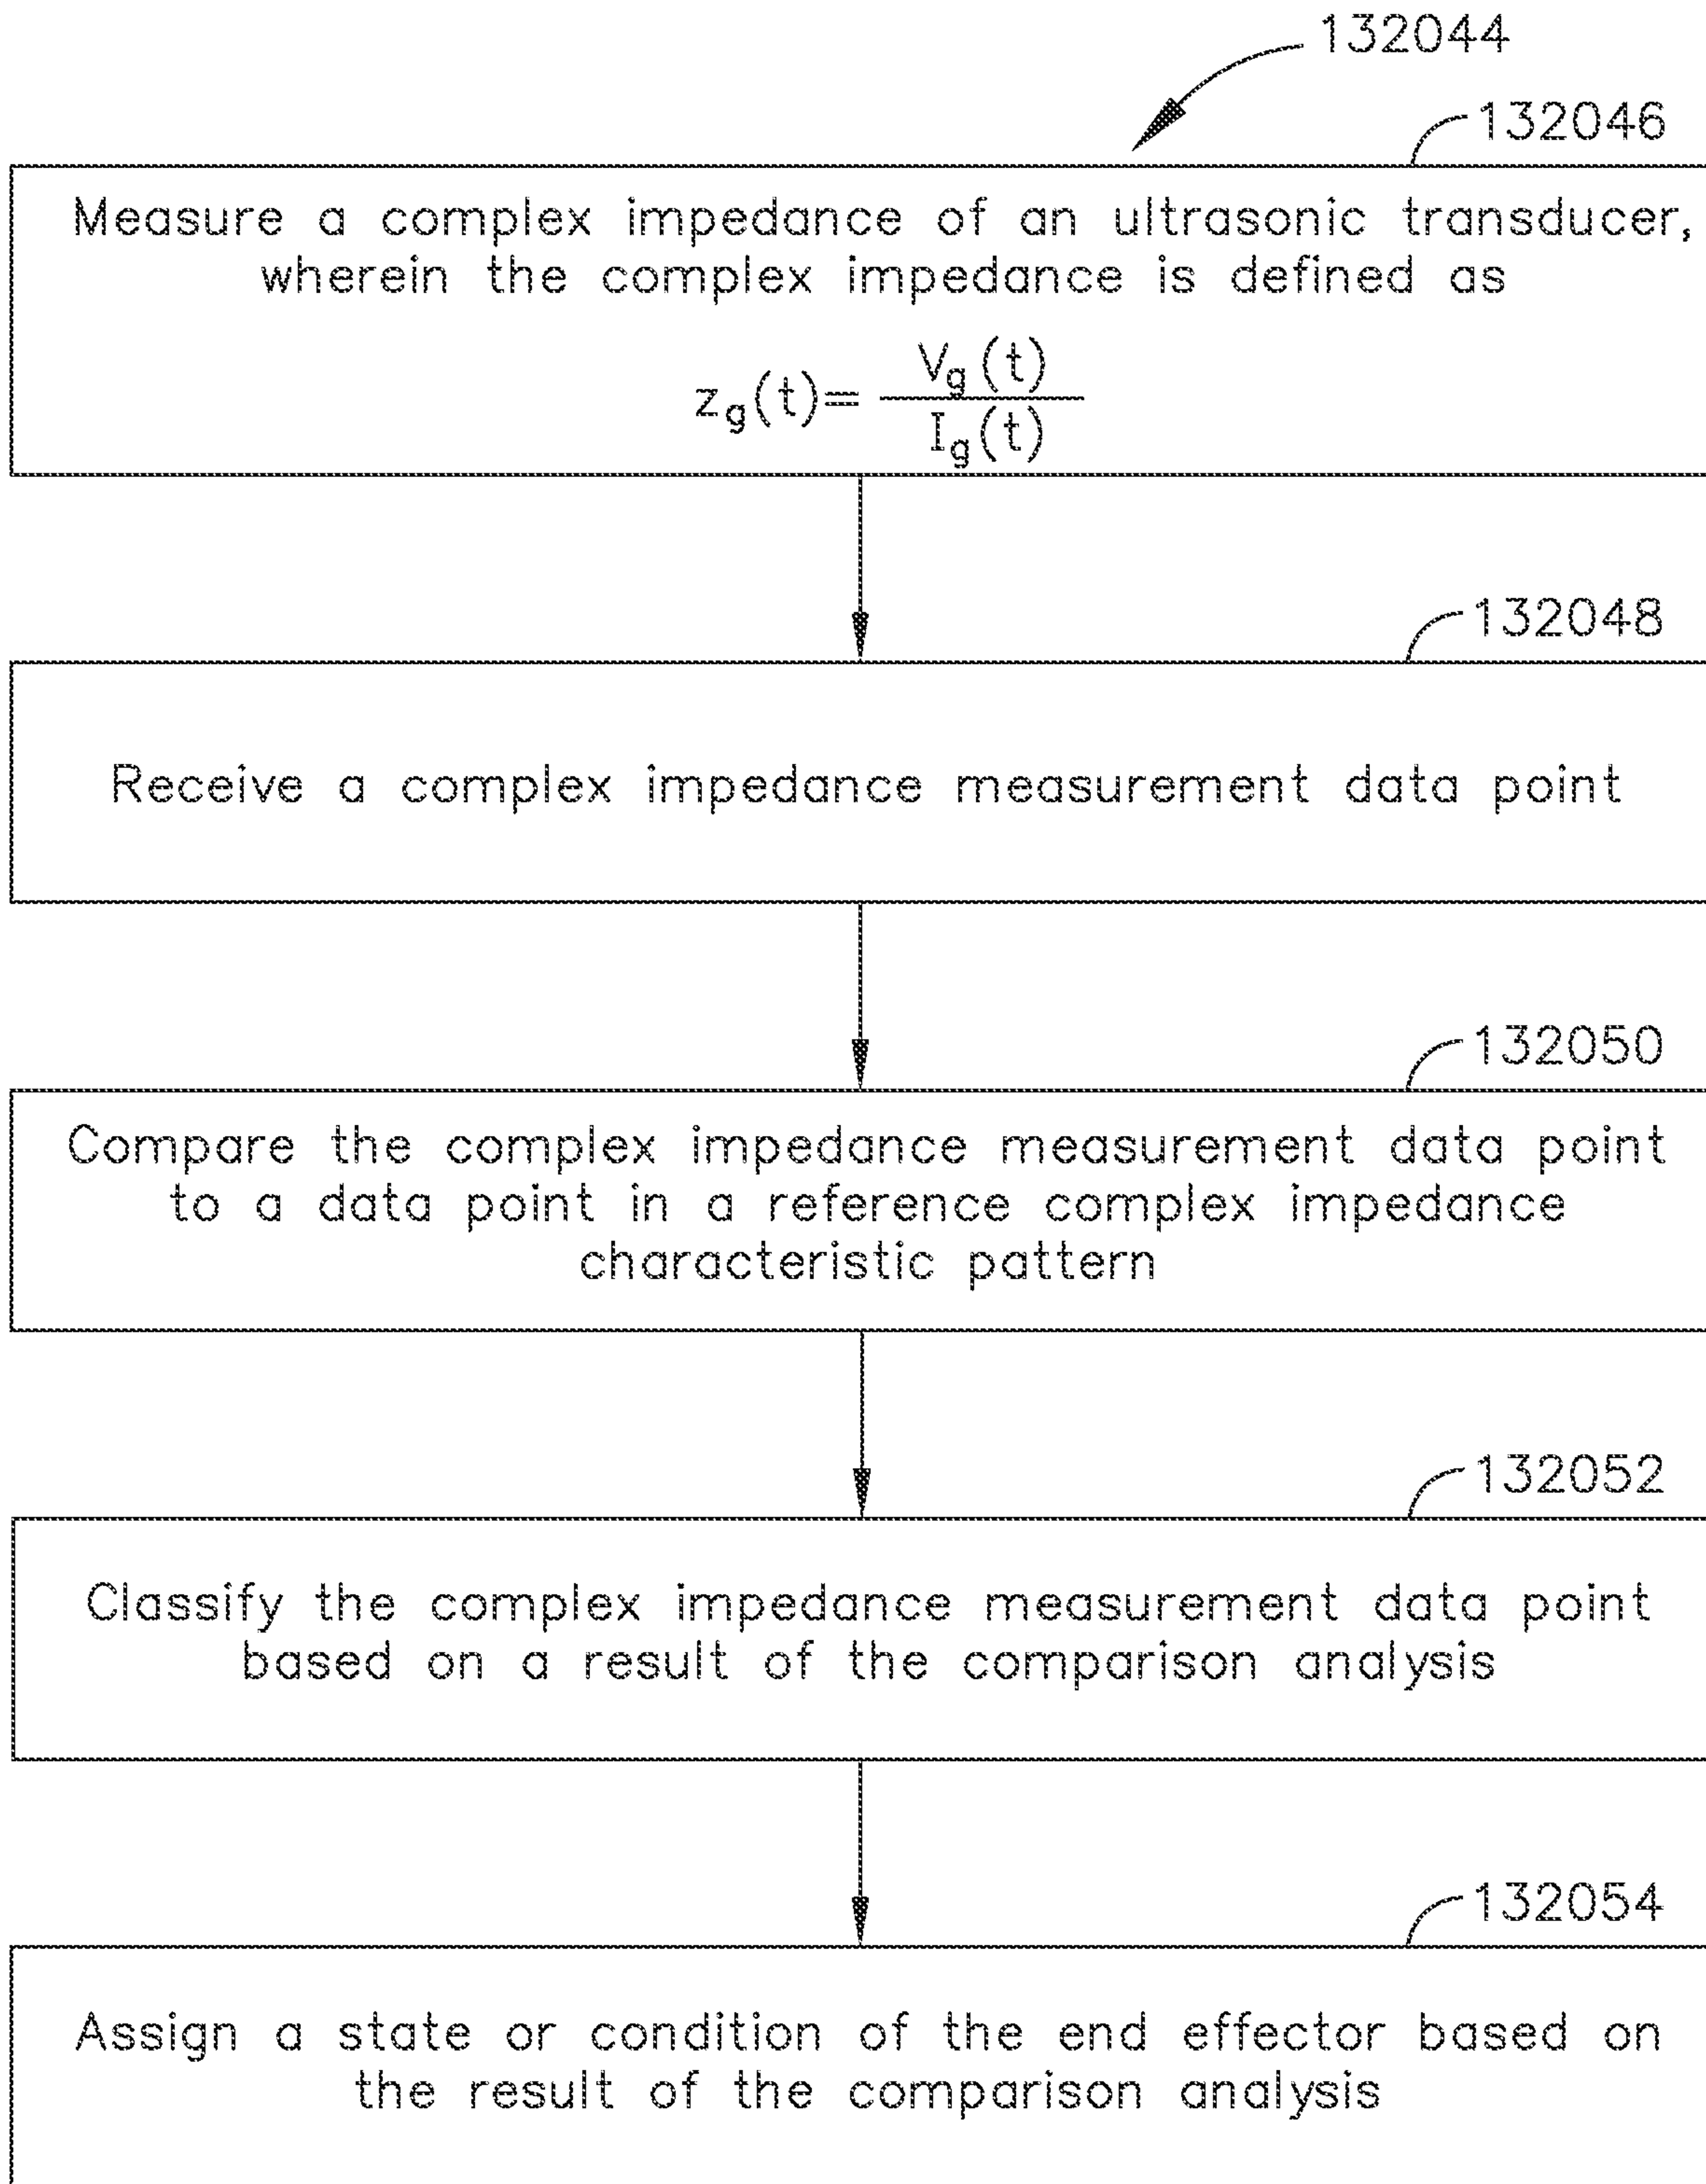 132044
132046
Measure a complex impedance of an ultrasonic transducer,
wherein the complex impedance is defined as
z_g(t)= V_g(t) / I_g(t)
132048
Receive a complex impedance measurement data point
132050
Compare the complex impedance measurement data point
to a data point in a reference complex impedance
characteristic pattern
132052
Classify the complex impedance measurement data point
based on a result of the comparison analysis
132054
Assign a state or condition of the end effector based on
the result of the comparison analysis